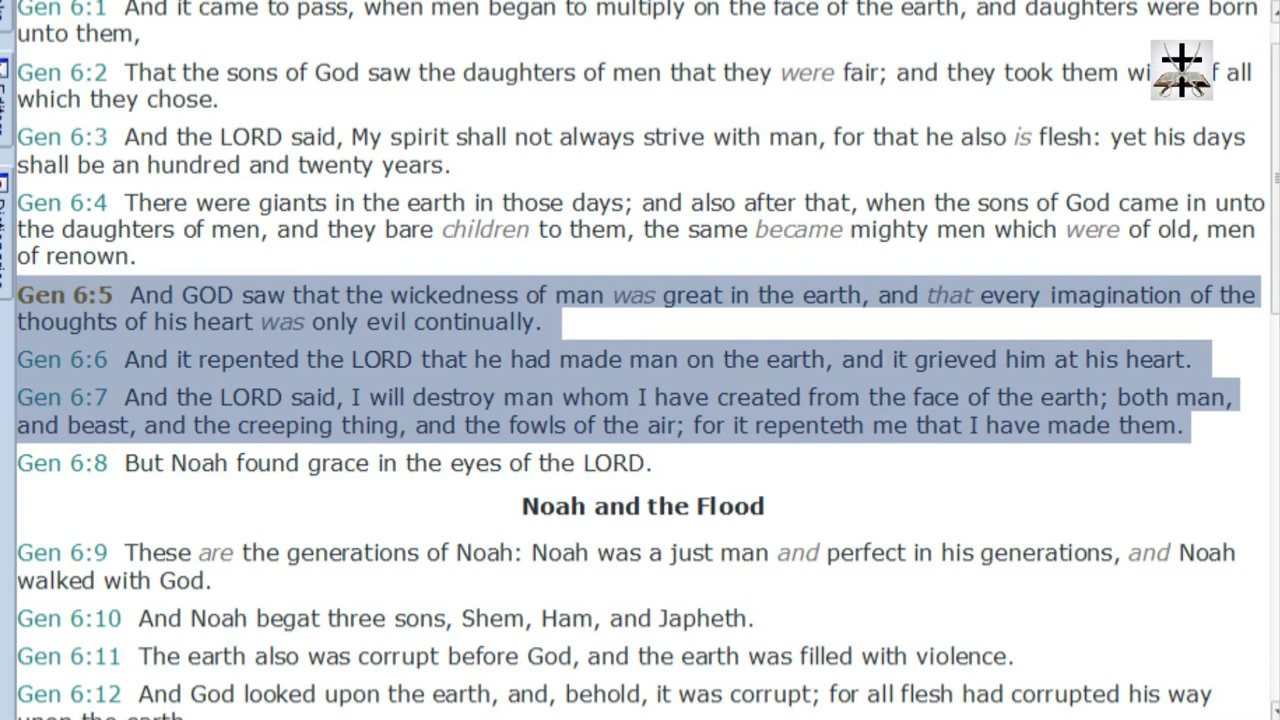 Gen 6:1 And it came to pass, when men began to multiply on the face of the earth, and daughters were born
unto them,
Gen 6:2 That the sons of God saw the daughters of men that they were fair; and they took them all
which they chose.
Gen 6:3 And the LORD said, My spirit shall not always strive with man, for that he also is flesh: yet his days
shall be an hundred and twenty years.
Gen 6:4 There were giants in the earth in those days; and also after that, when the sons of God came in unto
the daughters of men, and they bare children to them, the same became mighty men which were of old, men
of renown.
Gen 6:5 And GOD saw that the wickedness of man was great in the earth, and that every imagination of the
thoughts of his heart was only evil continually.
Gen 6:6 And it repented the LORD that he had made man on the earth, and it grieved him at his heart.
Gen 6:7 And the LORD said, I will destroy man whom I have created from the face of the earth; both man,
and beast, and the creeping thing, and the fowls of the air; for it repenteth me that I have made them.
Gen 6:8 But Noah found grace in the eyes of the LORD.
Noah and the Flood
Gen 6:9 These are the generations of Noah: Noah was a just man and perfect in his generations, and Noah
walked with God.
Gen 6:10 And Noah begat three sons, Shem, Ham, and Japheth.
Gen 6:11 The earth also was corrupt before God, and the earth was filled with violence.
Gen 6:12 And God looked upon the earth, and, behold, it was corrupt; for all flesh had corrupted his way
upon the earth